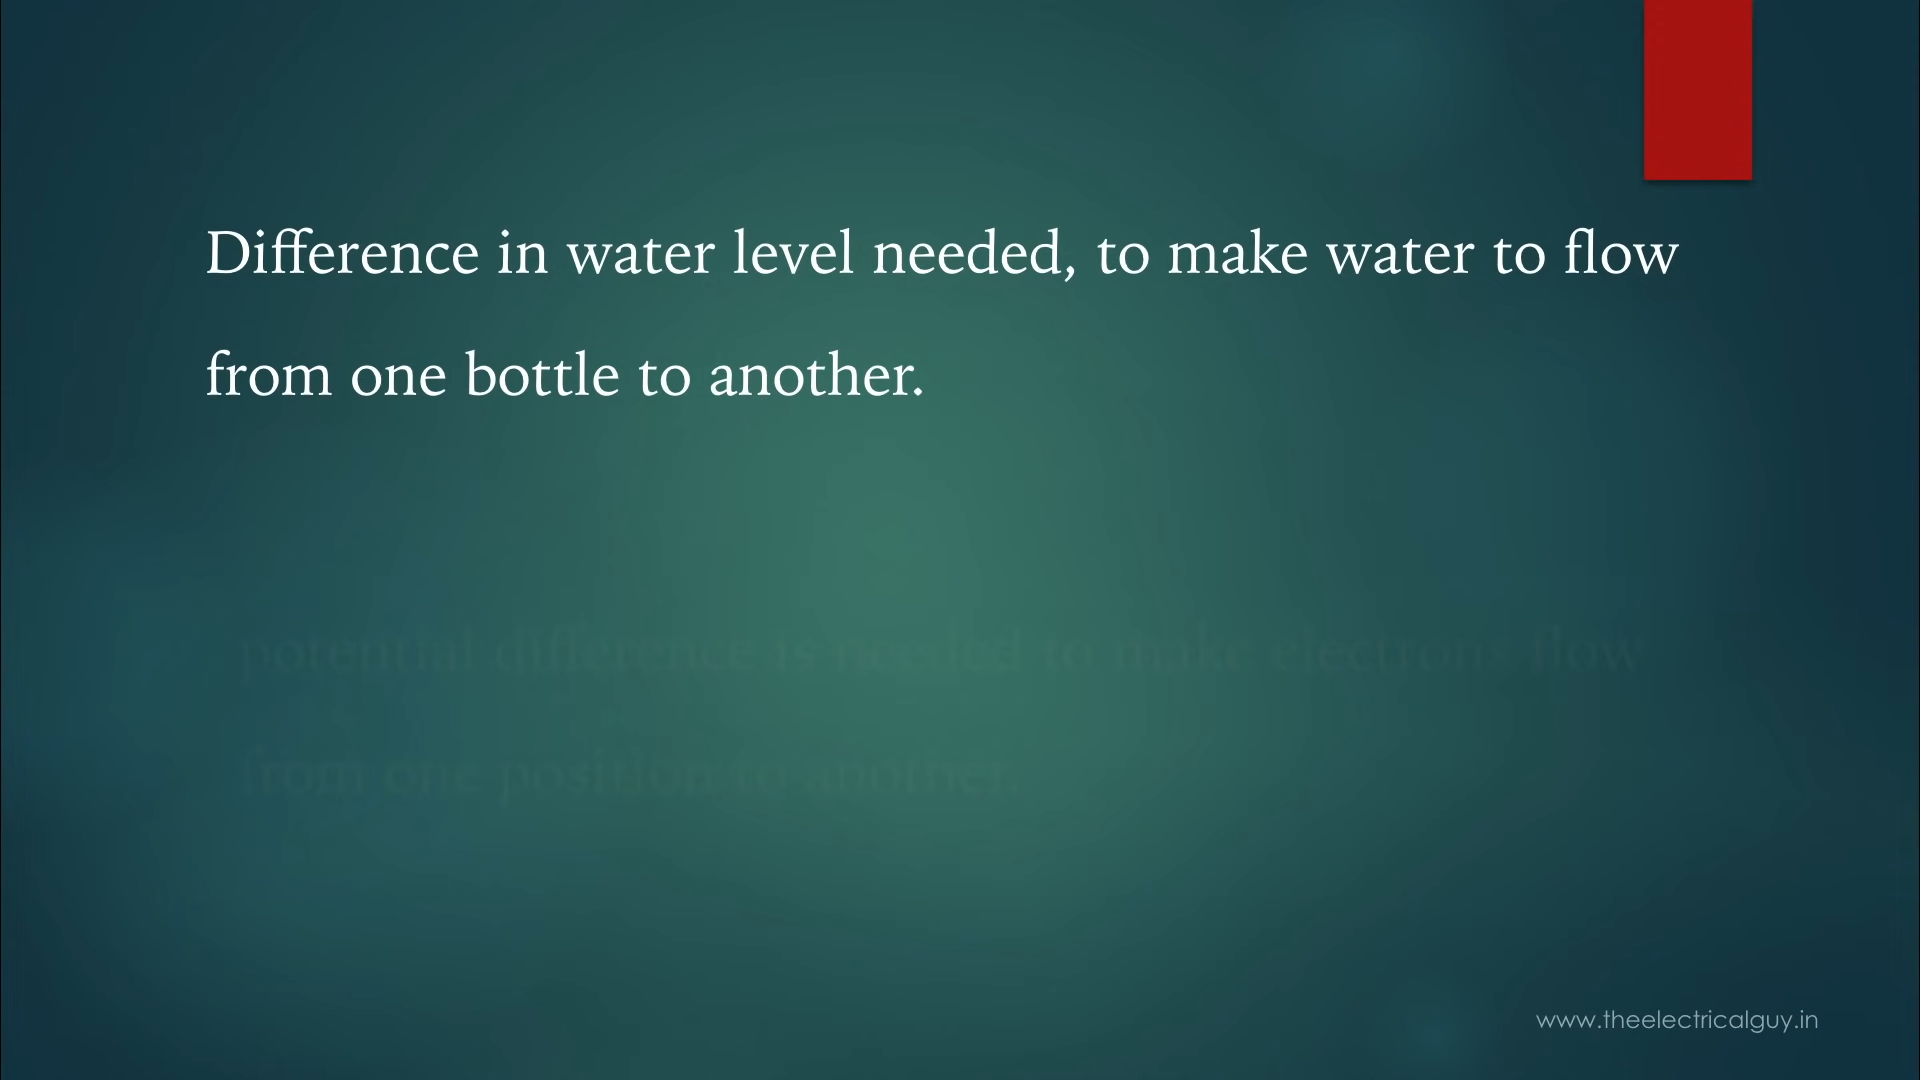 Difference in water level needed, to make water to flow
from one bottle to another.
potential difference is needed to make electrons flow
from one position to another.
www.theelectricalguy.in